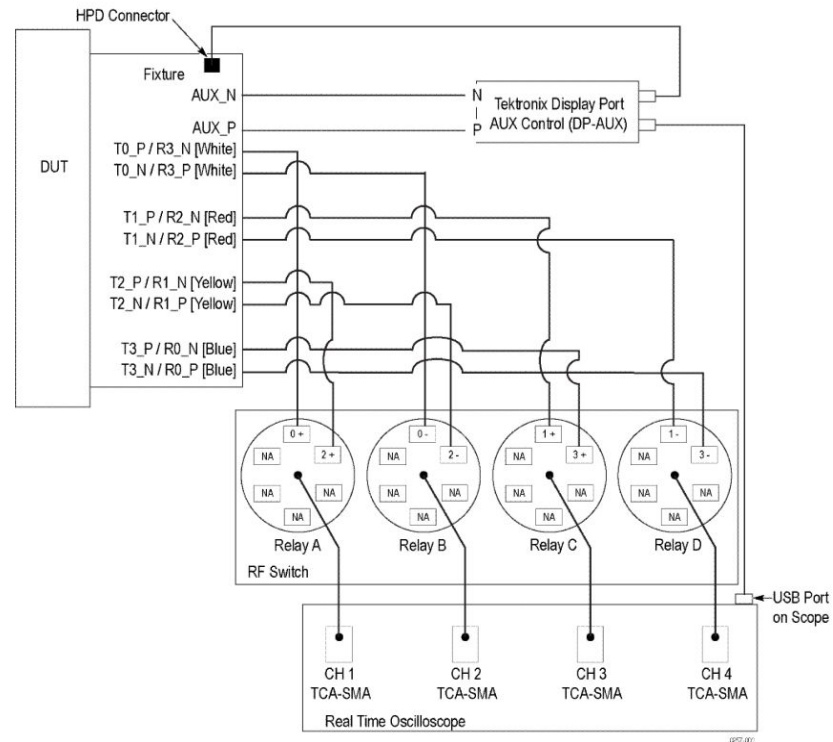 HPD Connector
Fixture
AUX_N
AUX_P
T0_P / R3_N [White]
T0_N / R3_P [White]
T1_P / R2_N [Red]
T1_N / R2_P [Red]
T2_P / R1_N [Yellow]
T2_N / R1_P [Yellow]
T3_P / R0_N [Blue]
T3_N / R0_P [Blue]
DUT
N
P
Tektronix Display Port
AUX Control (DP-AUX)
0 +
2 +
NA
NA
NA
NA
Relay A
0 -
2 -
NA
NA
NA
NA
Relay B
1 +
3 +
NA
NA
NA
NA
Relay C
1 -
3 -
NA
NA
NA
NA
Relay D
RF Switch
USB Port
on Scope
CH 1
TCA-SMA
CH 2
TCA-SMA
CH 3
TCA-SMA
CH 4
TCA-SMA
Real Time Oscilloscope